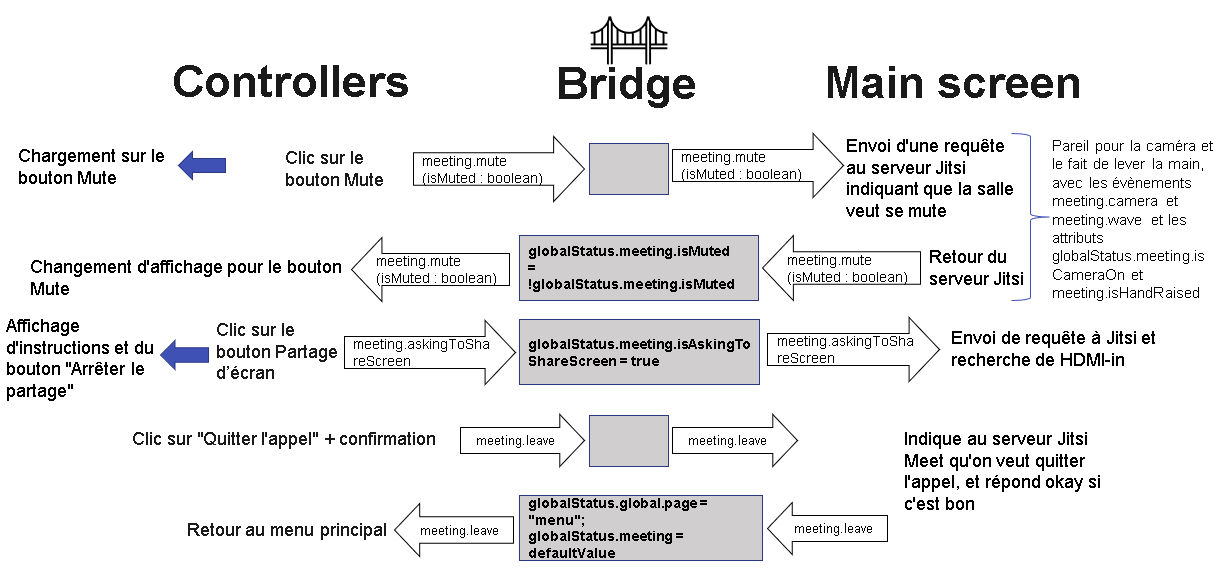 Controllers
Bridge
Main screen
Chargement sur le
bouton Mute
Clic sur le
bouton Mute
meeting.mute
(isMuted : boolean)
meeting.mute
(isMuted : boolean)
Envoi d'une requête
au serveur Jitsi
indiquant que la salle
veut se mute
Pareil pour la caméra et
le fait de lever la main,
avec les évènements
meeting.camera et
meeting.wave et les
attributs
globalStatus.meeting.is
CameraOn et
meeting.isHandRaised
Changement d'affichage pour le bouton
Mute
meeting.mute
(isMuted : boolean)
globalStatus.meeting.isMuted
=
!globalStatus.meeting.isMuted
meeting.mute
(isMuted : boolean)
Retour du
serveur Jitsi
Affichage
d'instructions et du
bouton "Arrêter le
partage"
Clic sur le
bouton Partage
d'écran
meeting.askingToSha
reScreen
globalStatus.meeting.isAskingTo
ShareScreen = true
meeting.askingToSha
reScreen
Envoi de requête à Jitsi et
recherche de HDMI-in
Clic sur "Quitter l'appel" + confirmation
meeting.leave
meeting.leave
Indique au serveur Jitsi
Meet qu'on veut quitter
l'appel, et répond okay si
c'est bon
Retour au menu principal
meeting.leave
globalStatus.global.page =
"menu";
globalStatus.meeting =
defaultValue
meeting.leave